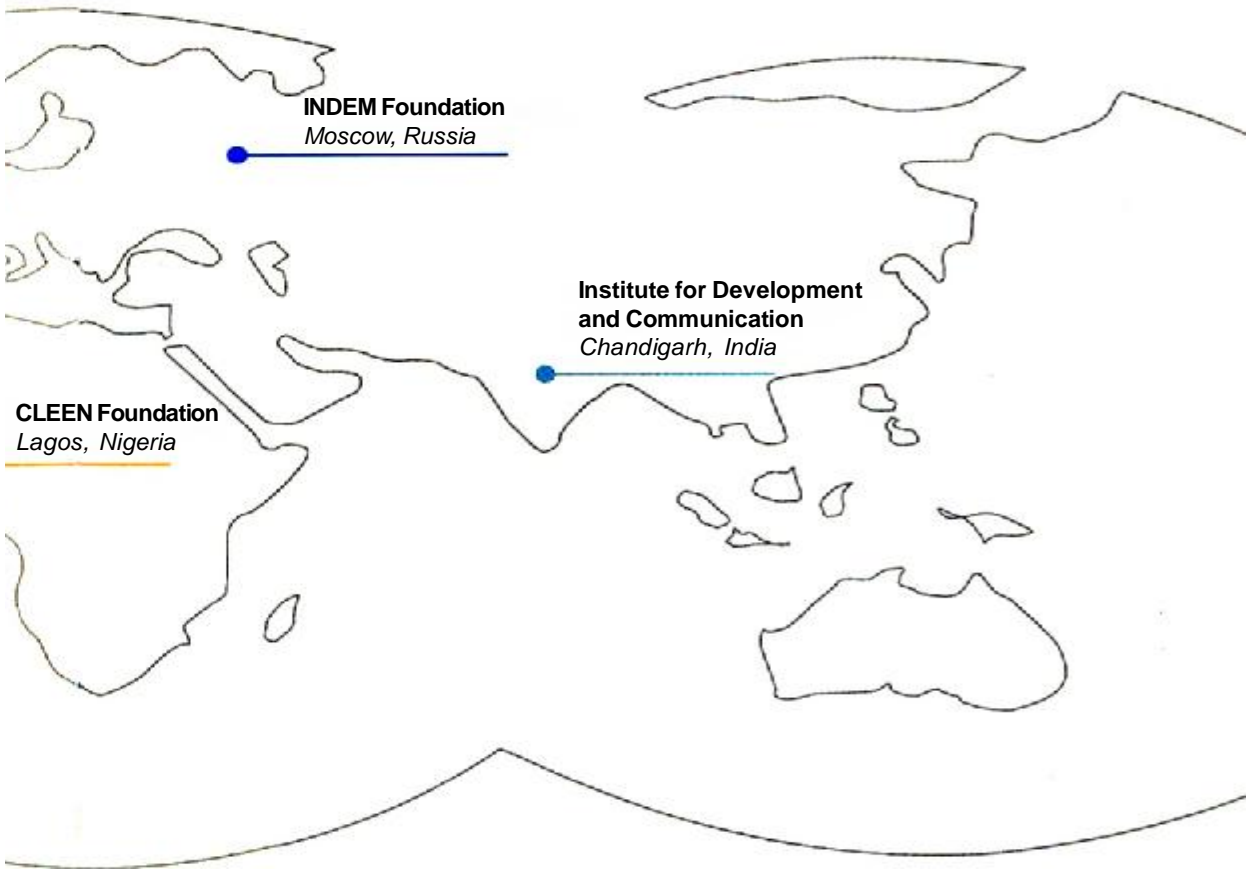 INDEM Foundation
Moscow, Russia
Institute for Development
and Communication
Chandigarh, India
CLEEN Foundation
Lagos, Nigeria